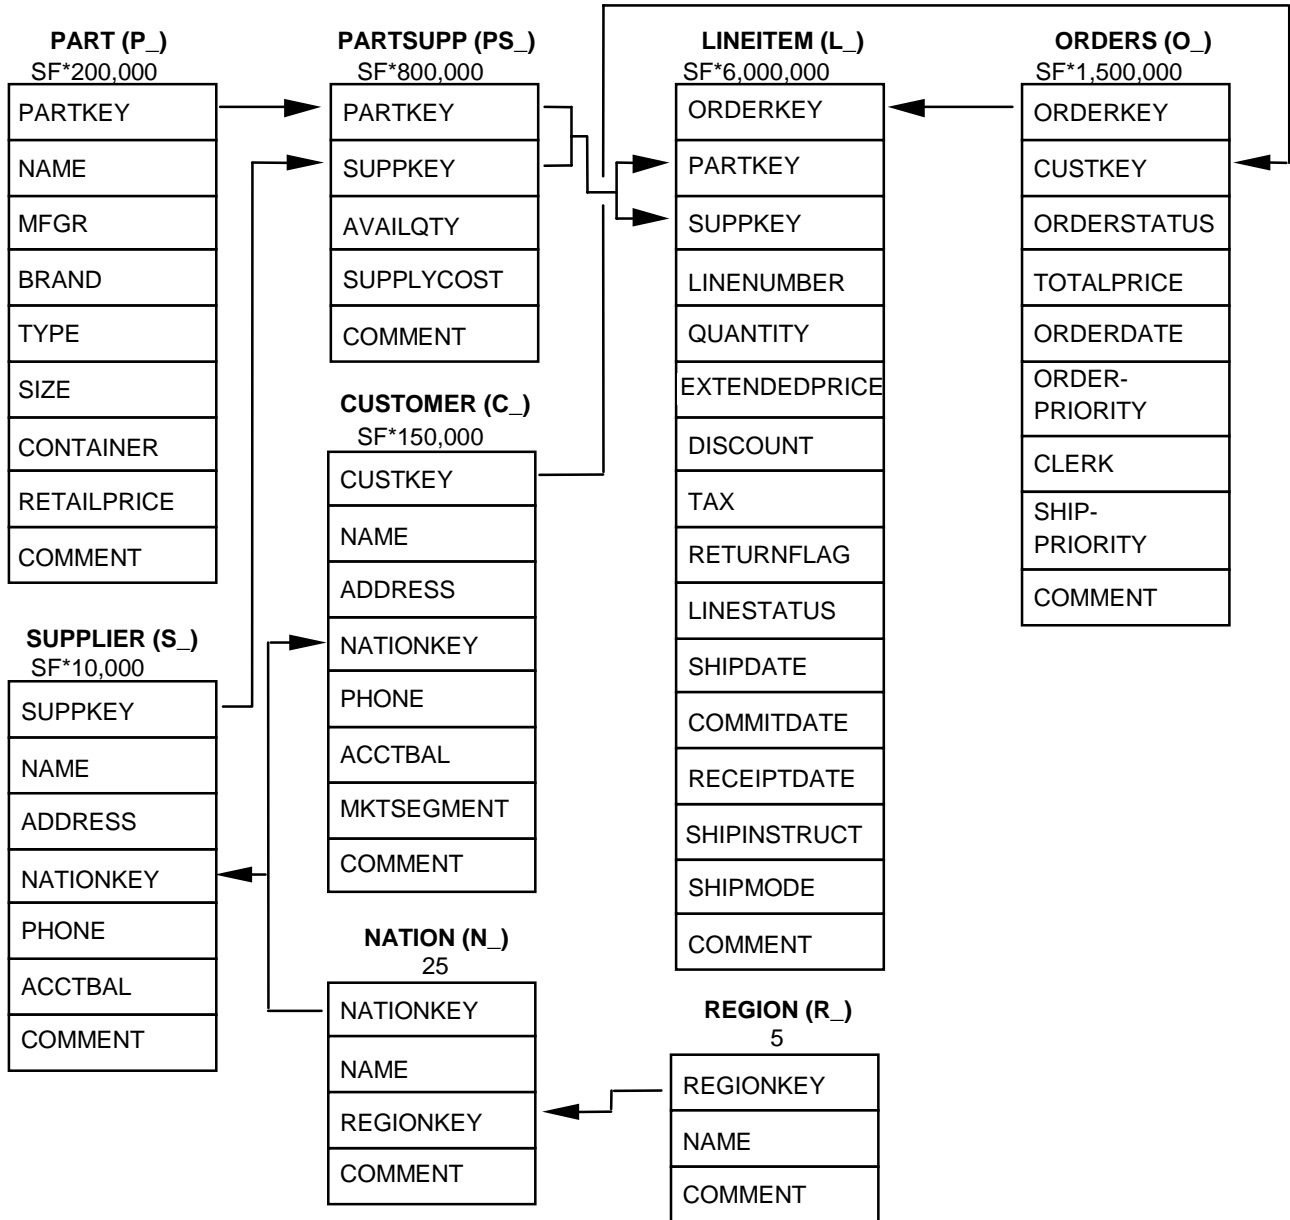 PART (P_)
SF*200,000
PARTKEY
NAME
MFGR
BRAND
TYPE
SIZE
CONTAINER
RETAILPRICE
COMMENT
SUPPLIER (S_)
SF*10,000
SUPPKEY
NAME
ADDRESS
NATIONKEY
PHONE
ACCTBAL
COMMENT
PARTSUPP (PS_)
SF*800,000
PARTKEY
SUPPKEY
AVAILQTY
SUPPLYCOST
COMMENT
CUSTOMER (C_)
SF*150,000
CUSTKEY
NAME
ADDRESS
NATIONKEY
PHONE
ACCTBAL
MKTSEGMENT
COMMENT
NATION (N_)
25
NATIONKEY
NAME
REGIONKEY
COMMENT
LINEITEM (L_)
SF*6,000,000
ORDERKEY
PARTKEY
SUPPKEY
LINENUMBER
QUANTITY
EXTENDEDPRICE
DISCOUNT
TAX
RETURNFLAG
LINESTATUS
SHIPDATE
COMMITDATE
RECEIPTDATE
SHIPINSTRUCT
SHIPMODE
COMMENT
REGION (R_)
5
REGIONKEY
NAME
COMMENT
ORDERS (O_)
SF*1,500,000
ORDERKEY
CUSTKEY
ORDERSTATUS
TOTALPRICE
ORDERDATE
ORDER-
PRIORITY
CLERK
SHIP-
PRIORITY
COMMENT